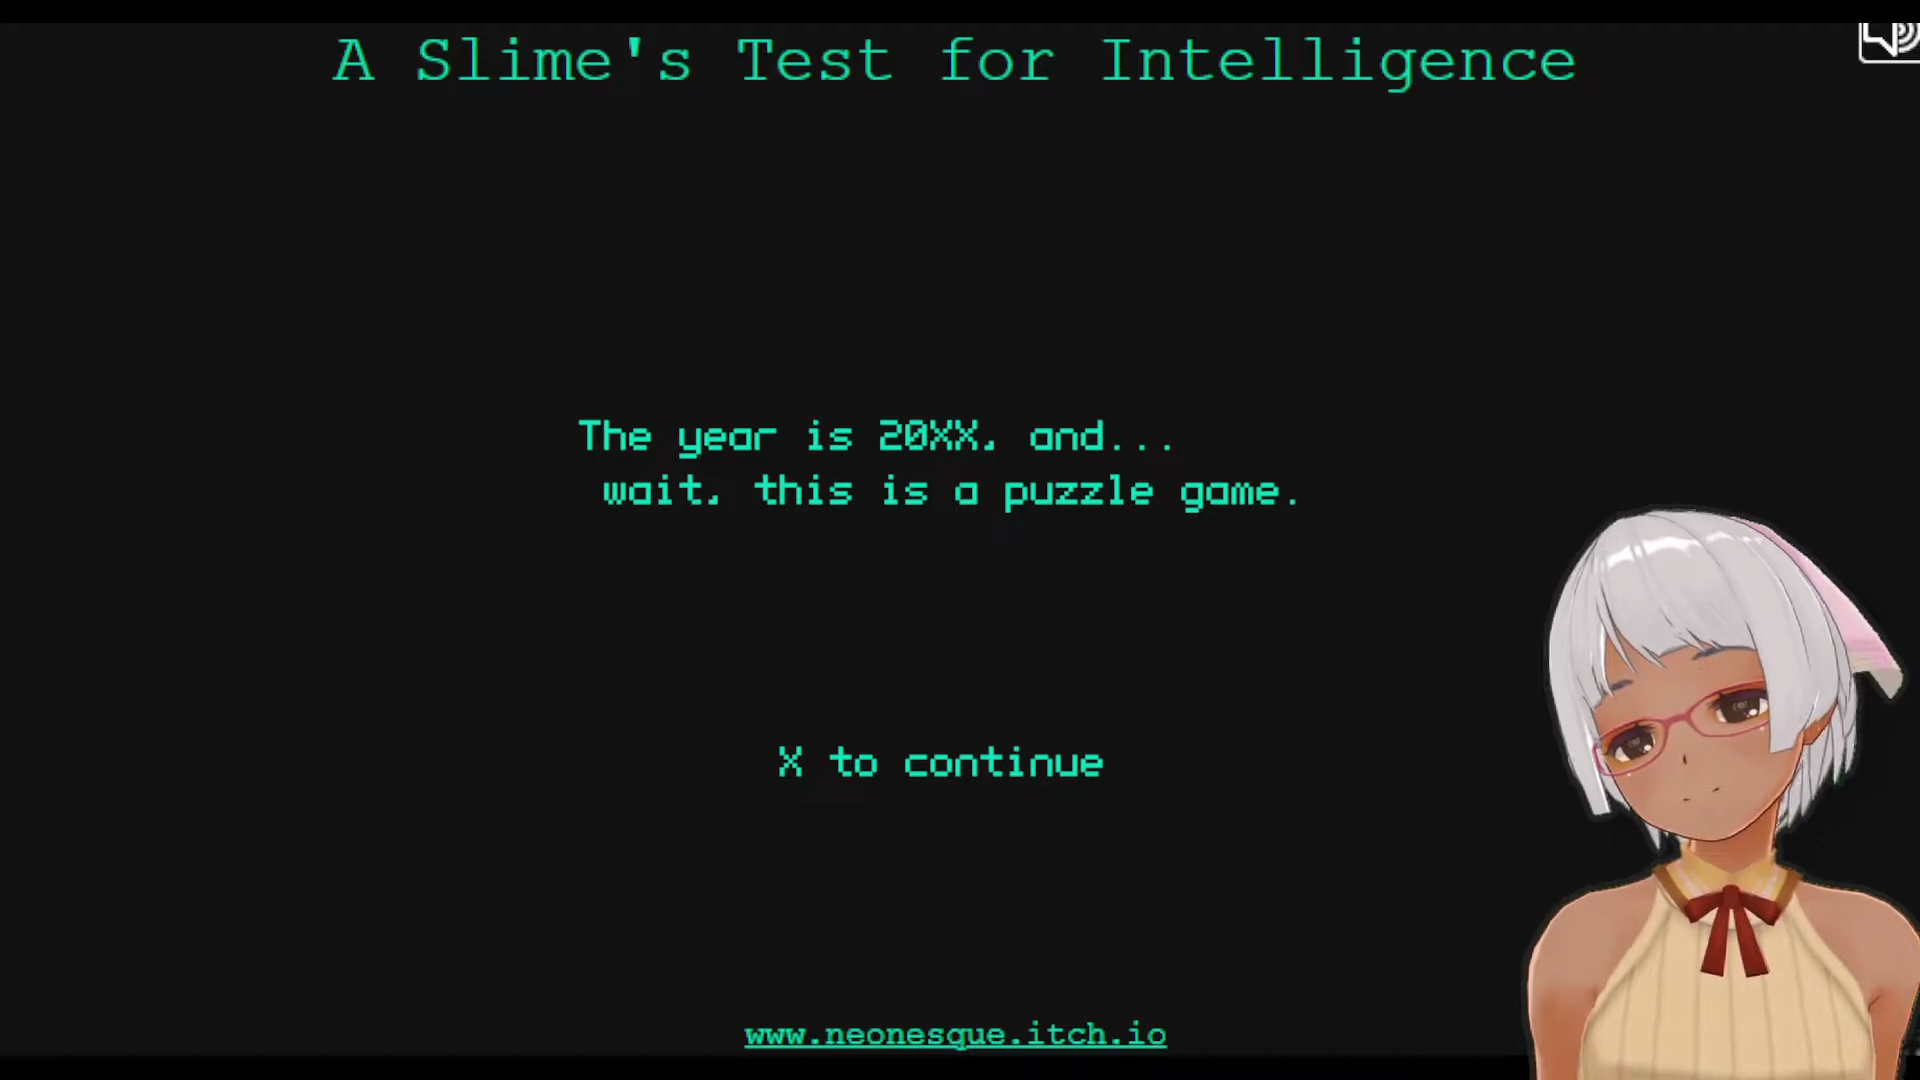 A Slime's Test for Intelligence
The year is 20XX, and...
wait, this is a puzzle game.
X to continue
www.neonesque.itch.io